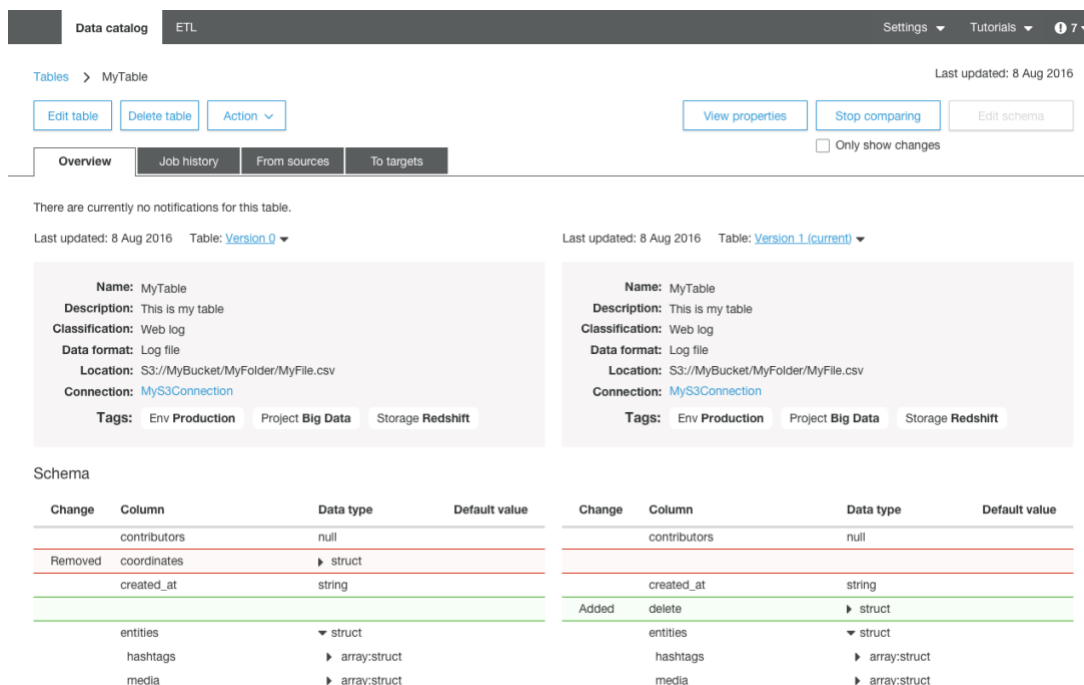 Data catalog ETL Settings Tutorials 7
Tables > MyTable Last updated: 8 Aug 2016
Edit table Delete table Action View properties Stop comparing Edit schema
Only show changes
Overview Job history From sources To targets
There are currently no notifications for this table.
Last updated: 8 Aug 2016 Table: Version 0 Last updated: 8 Aug 2016 Table: Version 1 (current)
Name: MyTable Name: MyTable
Description: This is my table Description: This is my table
Classification: Web log Classification: Web log
Data format: Log file Data format: Log file
Location: S3://MyBucket/MyFolder/MyFile.csv Location: S3://MyBucket/MyFolder/MyFile.csv
Connection: MyS3Connection Connection: MyS3Connection
Tags: Env Production Project Big Data Storage Redshift Tags: Env Production Project Big Data Storage Redshift
Schema
Change Column Data type Default value Change Column Data type Default value
contributors null contributors null
Removed coordinates struct
created_at string created_at string
Added delete struct
entities struct entities struct
hashtags array:struct hashtags array:struct
media array:struct media array:struct